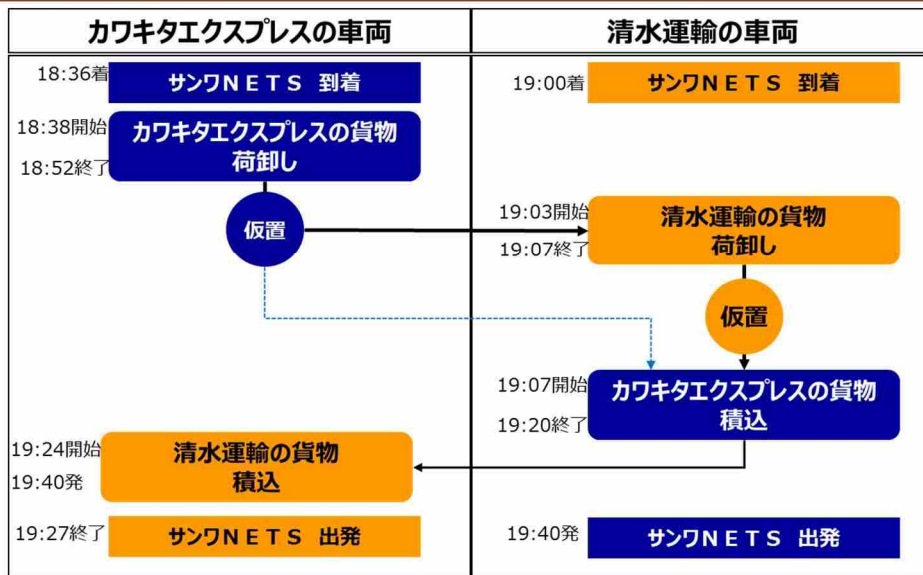 カワキタエクスプレスの車両
清水運輸の車両
18:36着
サンワNETS 到着
19:00着
サンワNETS 到着
18:38開始
18:52終了
カワキタエクスプレスの貨物
荷卸し
仮置
19:03開始
19:07終了
清水運輸の貨物
荷卸し
仮置
19:07開始
19:20終了
カワキタエクスプレスの貨物
積込
19:24開始
19:40発
清水運輸の貨物
積込
19:27終了
サンワNETS 出発
19:40発
サンワNETS 出発